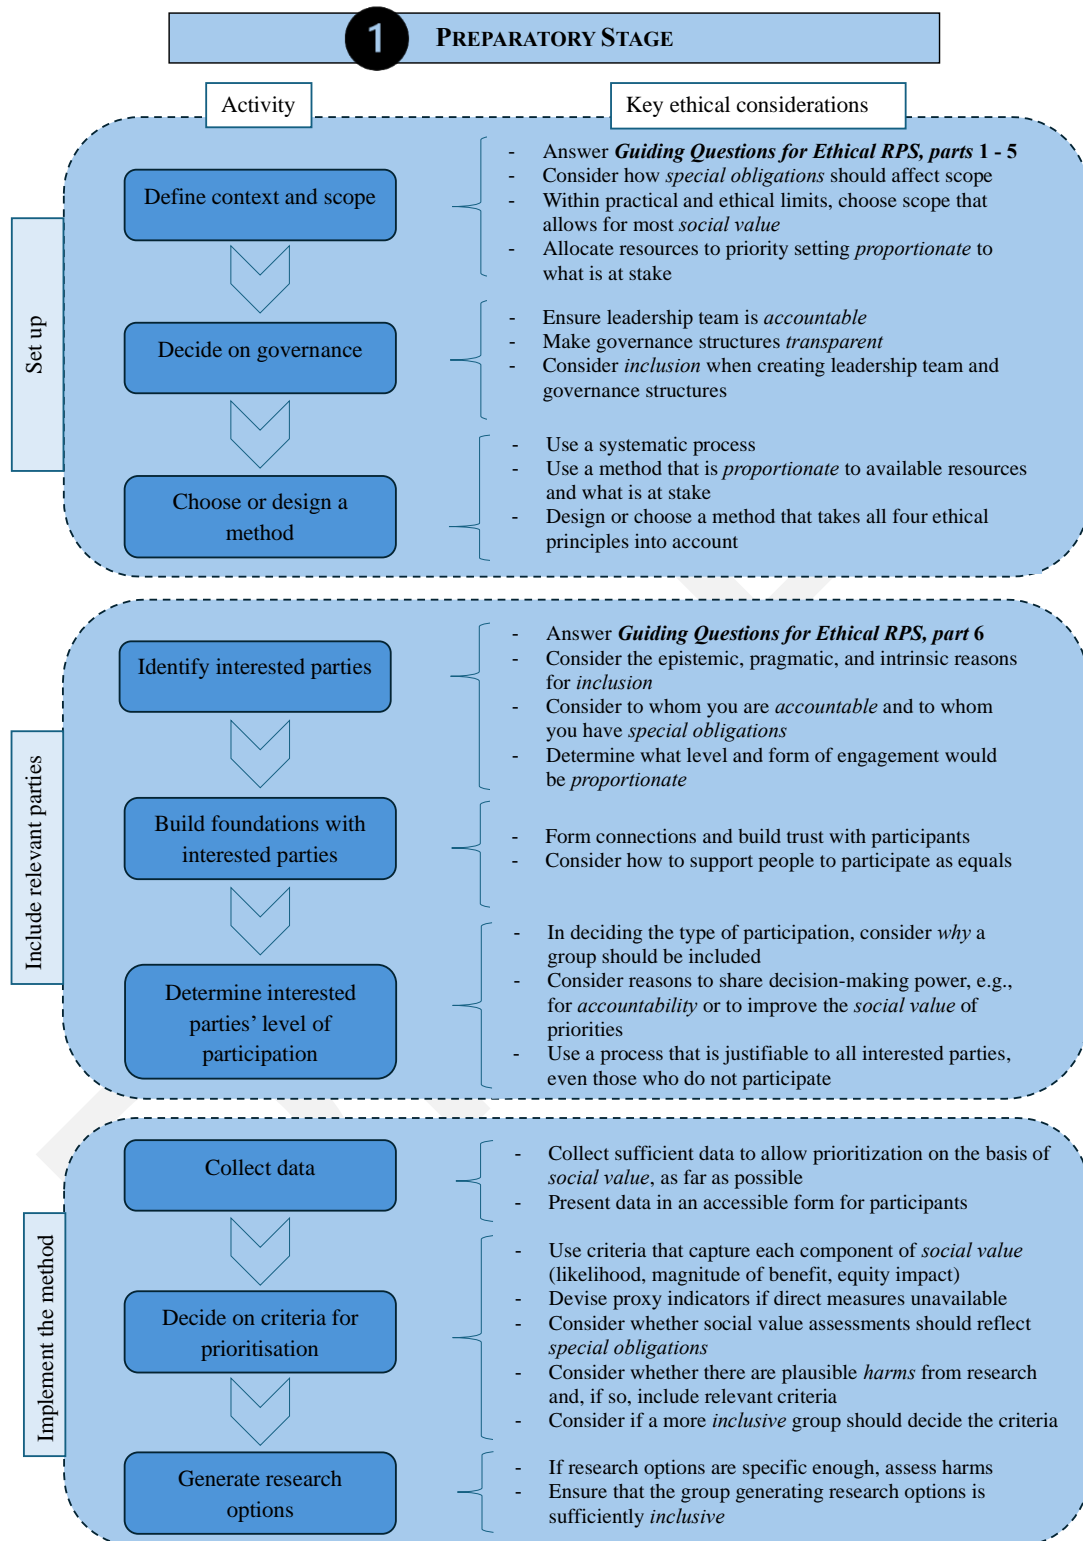 1 PREPARATORY STAGE
Activity
Key ethical considerations
Set up
Define context and scope
- Answer Guiding Questions for Ethical RPS, parts 1 - 5
- Consider how special obligations should affect scope
- Within practical and ethical limits, choose scope that
allows for most social value
- Allocate resources to priority setting proportionate to
what is at stake
Decide on governance
- Ensure leadership team is accountable
- Make governance structures transparent
- Consider inclusion when creating leadership team and
governance structures
Choose or design a
method
- Use a systematic process
- Use a method that is proportionate to available resources
and what is at stake
- Design or choose a method that takes all four ethical
principles into account
Include relevant parties
Identify interested parties
- Answer Guiding Questions for Ethical RPS, part 6
- Consider the epistemic, pragmatic, and intrinsic reasons
for inclusion
- Consider to whom you are accountable and to whom
you have special obligations
- Determine what level and form of engagement would
be proportionate
Build foundations with
interested parties
- Form connections and build trust with participants
- Consider how to support people to participate as equals
Determine interested
parties’ level of
participation
- In deciding the type of participation, consider why a
group should be included
- Consider reasons to share decision-making power, e.g.,
for accountability or to improve the social value of
priorities
- Use a process that is justifiable to all interested parties,
even those who do not participate
Implement the method
Collect data
- Collect sufficient data to allow prioritization on the basis of
social value, as far as possible
- Present data in an accessible form for participants
Decide on criteria for
prioritisation
- Use criteria that capture each component of social value
(likelihood, magnitude of benefit, equity impact)
- Devise proxy indicators if direct measures unavailable
- Consider whether social value assessments should reflect
special obligations
- Consider whether there are plausible harms from research
and, if so, include relevant criteria
- Consider if a more inclusive group should decide the criteria
Generate research
options
- If research options are specific enough, assess harms
- Ensure that the group generating research options is
sufficiently inclusive